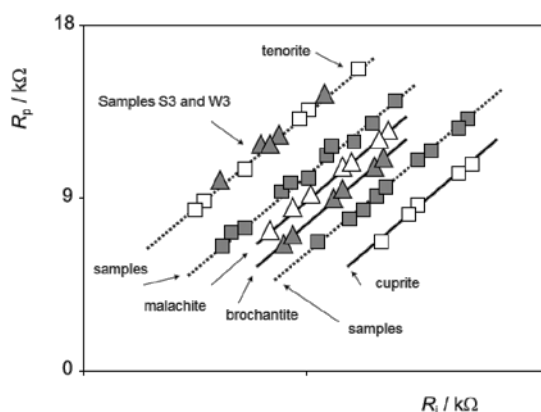 18
tenorite
Rp / kΩ
Samples S3 and W3
9
samples
malachite
cuprite
brochantite
samples
0
Ri / kΩ